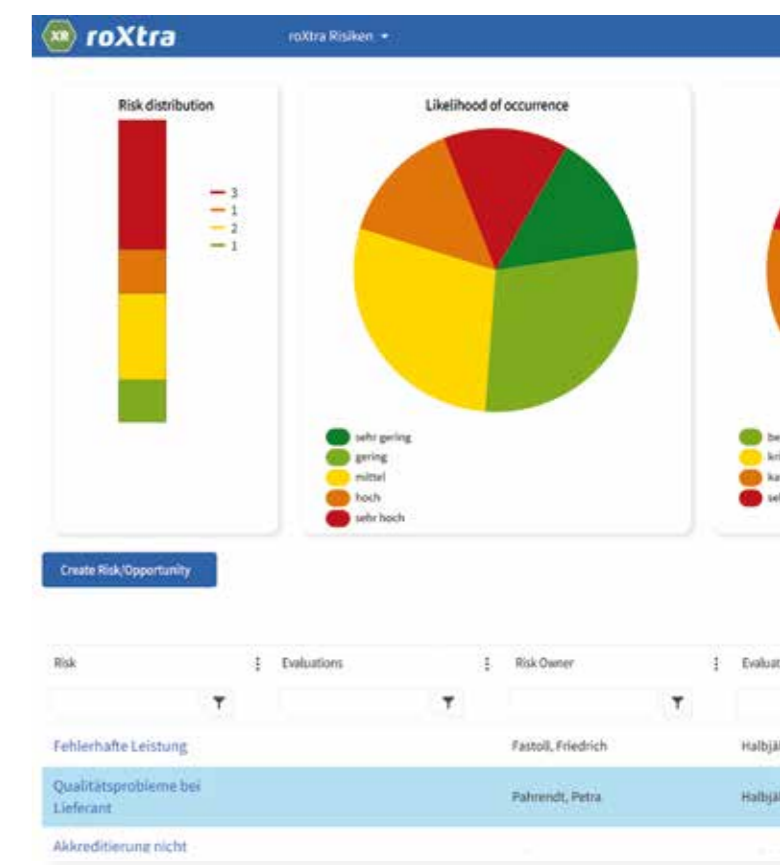 XR roXtra
roXtra Risiken
Risk distribution
3
1
2
1
Likelihood of occurrence
sehr gering
gering
mittel
hoch
sehr hoch
Create Risk/Opportunity
Risk
Evaluations
Risk Owner
Fehlerhafte Leistung
Fastoll, Friedrich
Qualitätsprobleme bei
Lieferant
Pahrendt, Petra
Akkreditierung nicht